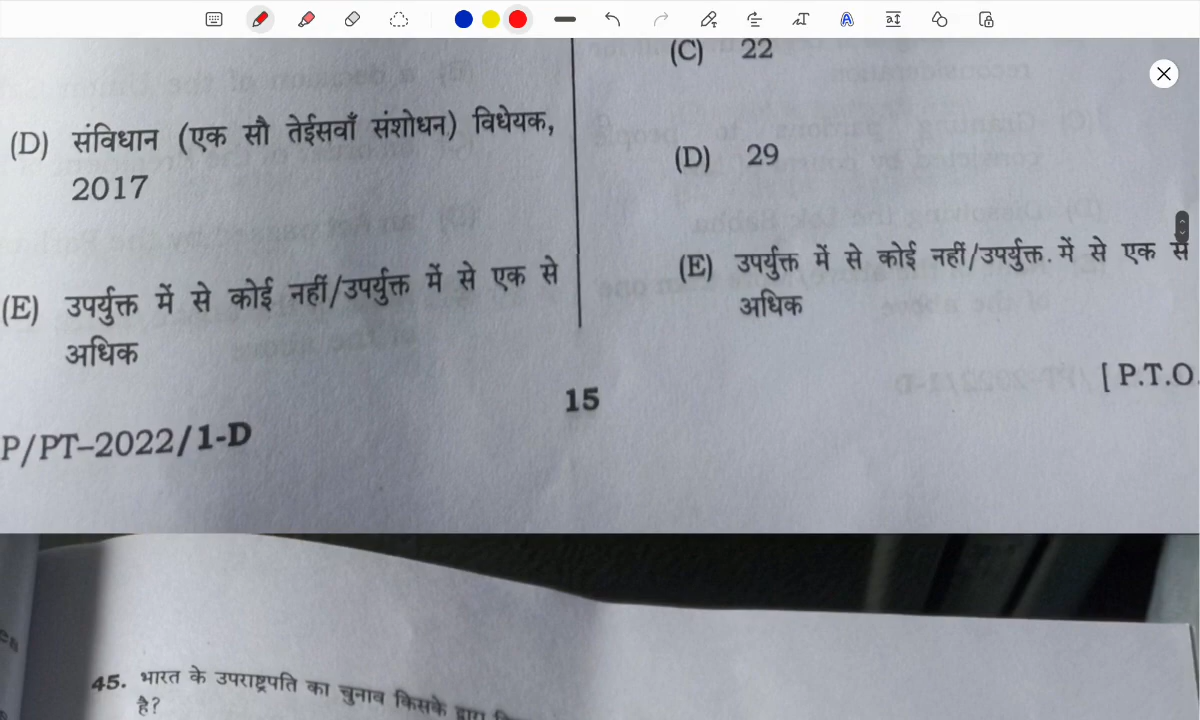 (D) संविधान (एक सौ तेईसवाँ संशोधन) विधेयक,
2017
(E) उपर्युक्त में से कोई नहीं/उपर्युक्त में से एक से
अधिक
(C) 22
(D) 29
(E) उपर्युक्त में से कोई नहीं/उपर्युक्त में से एक से
अधिक
15
[ P.T.O.
P/PT–2022/1-D
45. भारत के उपराष्ट्रपति का चुनाव किसके द्वारा
है?